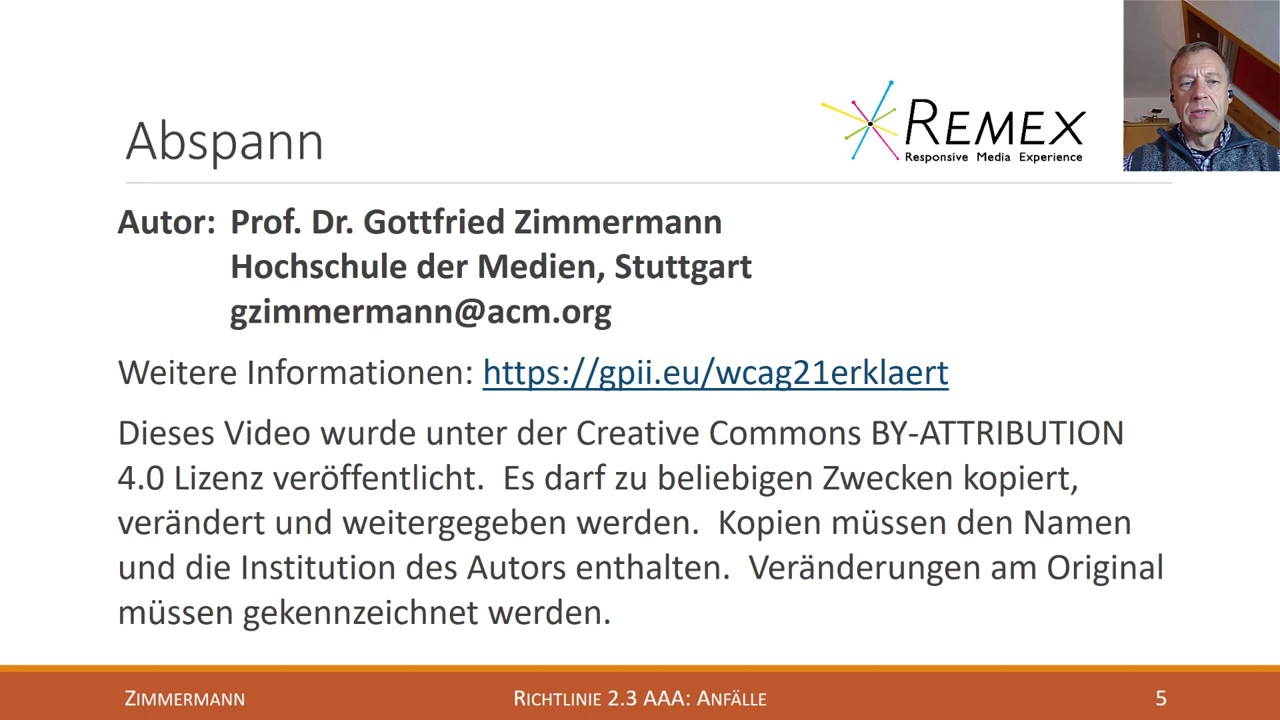 Abspann
REMEX
Responsive Media Experience
Autor: Prof. Dr. Gottfried Zimmermann
Hochschule der Medien, Stuttgart
gzimmermann@acm.org
Weitere Informationen: https://gpii.eu/wcag21erklaert
Dieses Video wurde unter der Creative Commons BY-ATTRIBUTION
4.0 Lizenz veröffentlicht. Es darf zu beliebigen Zwecken kopiert,
verändert und weitergegeben werden. Kopien müssen den Namen
und die Institution des Autors enthalten. Veränderungen am Original
müssen gekennzeichnet werden.
ZIMMERMANN
RICHTLINIE 2.3 AAA: ANFÄLLE
5